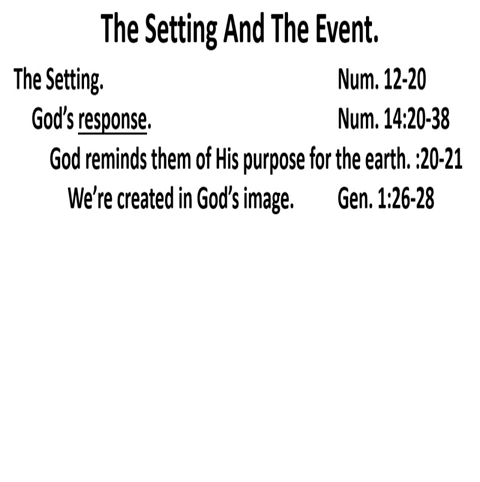 The Setting And The Event.
The Setting. Num. 12-20
God’s response. Num. 14:20-38
God reminds them of His purpose for the earth. :20-21
We’re created in God’s image. Gen. 1:26-28